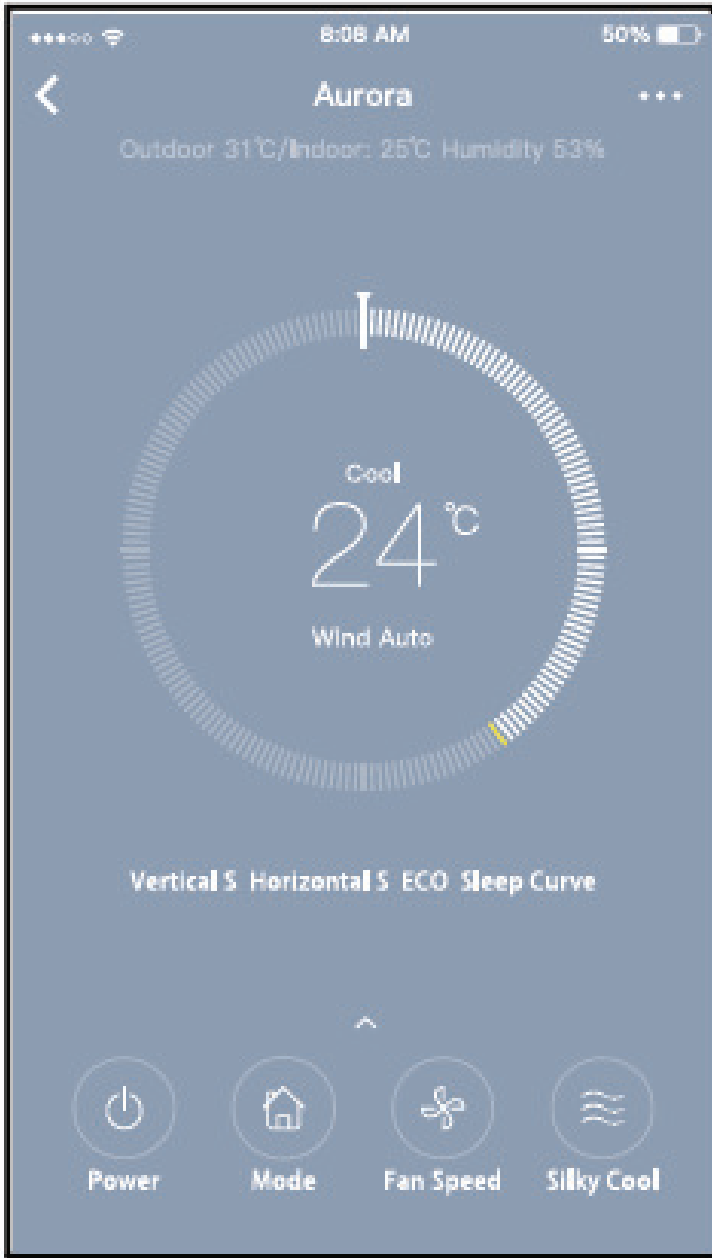 8:08 AM 50%
Aurora
Outdoor 31℃/Indoor: 25℃ Humidity 53%
Cool
24℃
Wind Auto
Vertical S Horizontal S ECO Sleep Curve
Power Mode Fan Speed Silky Cool